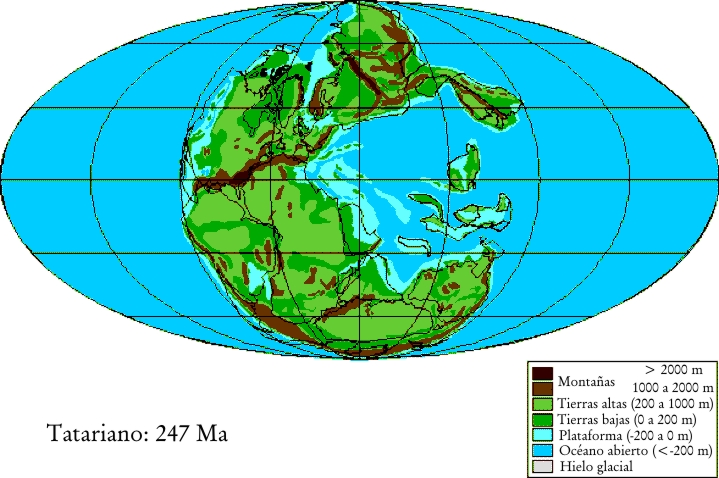 > 2000 m
Montañas
1000 a 2000 m
Tierras altas (200 a 1000 m)
Tierras bajas (0 a 200 m)
Plataforma (-200 a 0 m)
Océano abierto (<-200 m)
Hielo glacial
Tatariano: 247 Ma